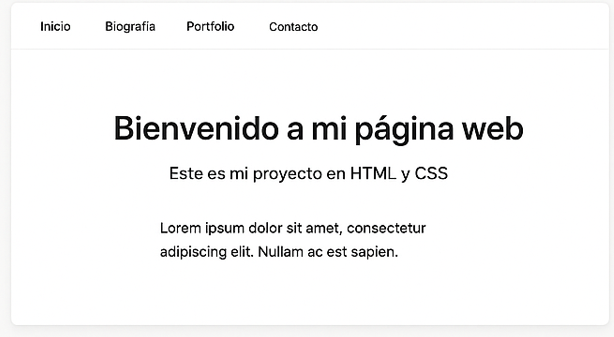 Inicio Biografía Portfolio Contacto
Bienvenido a mi página web
Este es mi proyecto en HTML y CSS
Lorem ipsum dolor sit amet, consectetur
adipiscing elit. Nullam ac est sapien.